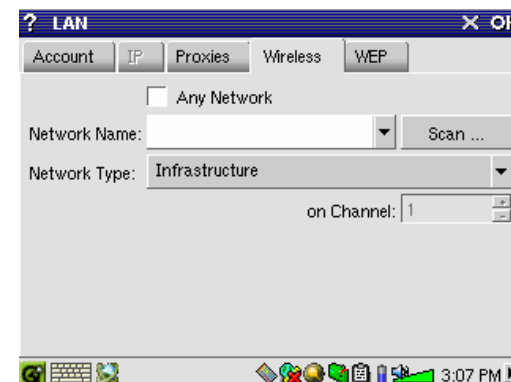 ? LAN
Account IP Proxies Wireless WEP
Any Network
Network Name: Scan ...
Network Type: Infrastructure
on Channel: 1
3:07 PM